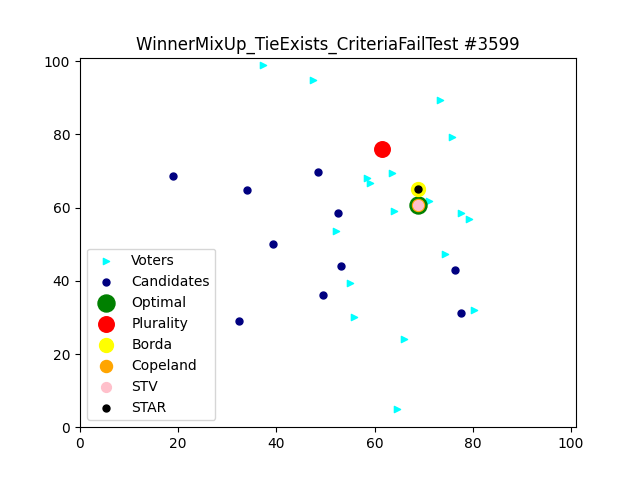 WinnerMixUp_TieExists_CriteriaFailTest #3599
100
80
60
40
20
0
Voters
Candidates
Optimal
Plurality
Borda
Copeland
STV
STAR
0 20 40 60 80 100